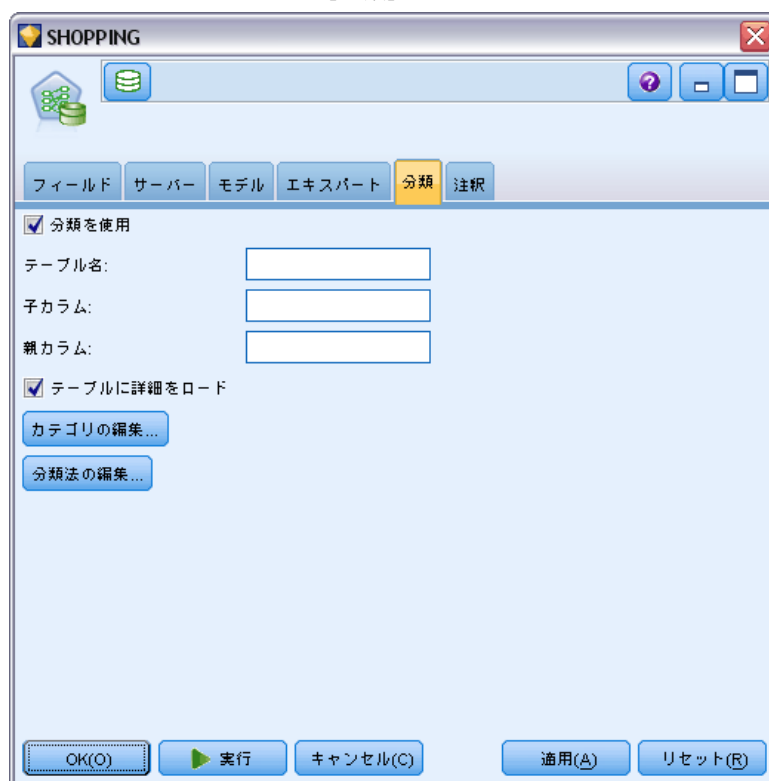 SHOPPING
フィールド サーバー モデル エキスパート 分類 注釈
分類を使用
テーブル名:
子カラム:
親カラム:
テーブルに詳細をロード
カテゴリの編集...
分類法の編集...
OK(O) 実行 キャンセル(C) 適用(A) リセット(R)